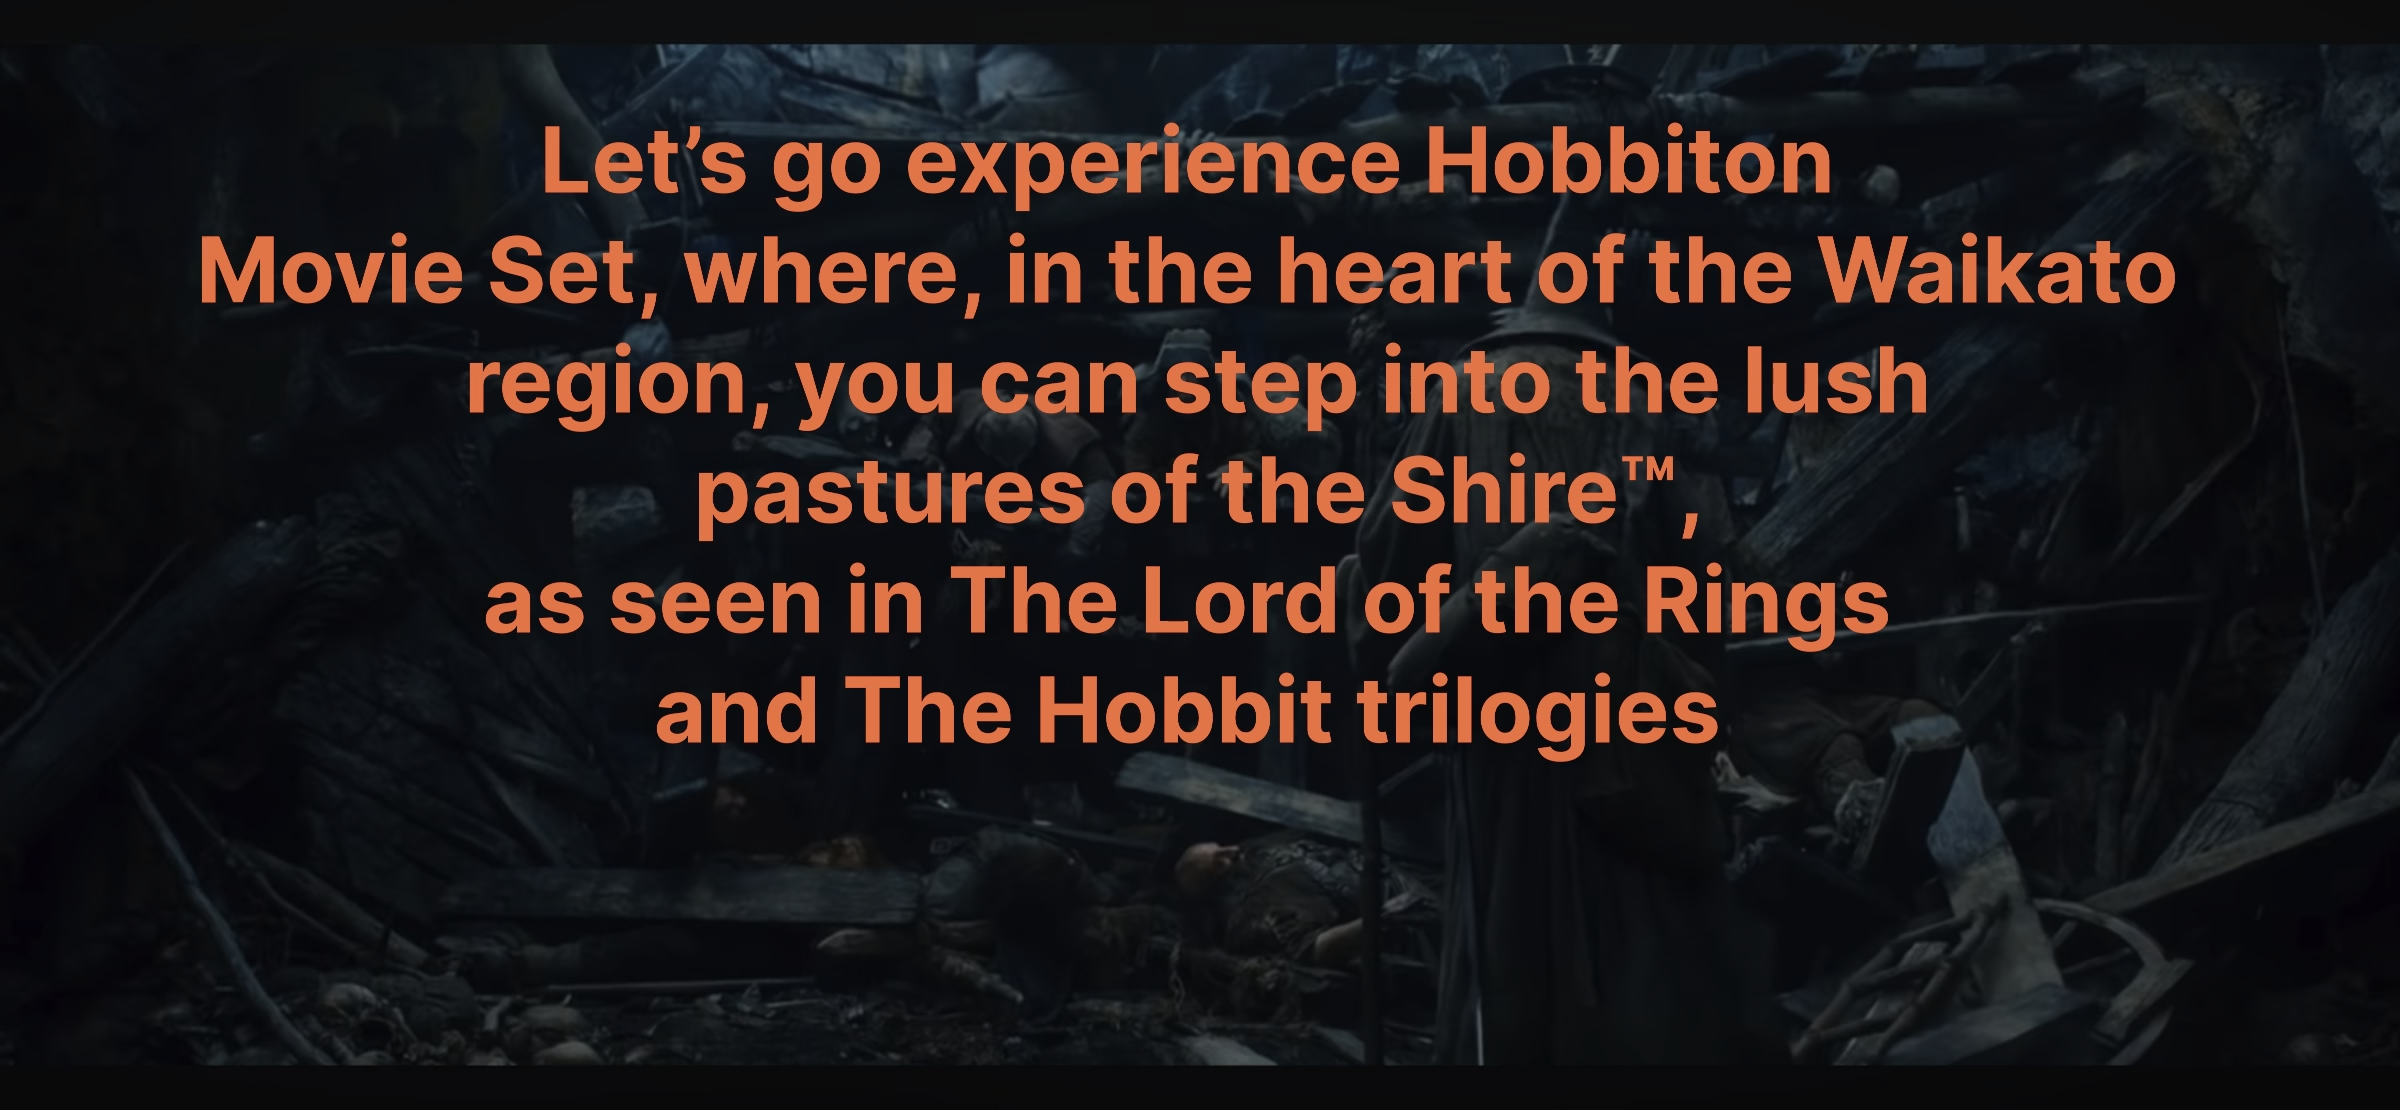 Let’s go experience Hobbiton
Movie Set, where, in the heart of the Waikato
region, you can step into the lush
pastures of the Shire™,
as seen in The Lord of the Rings
and The Hobbit trilogies